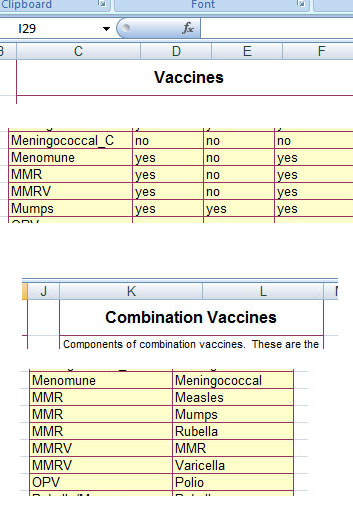 Clipboard Font
I29 fx
C D E F
Vaccines
Meningococcal_C no no no
Menomune yes no yes
MMR yes no yes
MMRV yes no yes
Mumps yes yes yes
J K L
Combination Vaccines
Components of combination vaccines. These are the
Menomune Meningococcal
MMR Measles
MMR Mumps
MMR Rubella
MMRV MMR
MMRV Varicella
OPV Polio